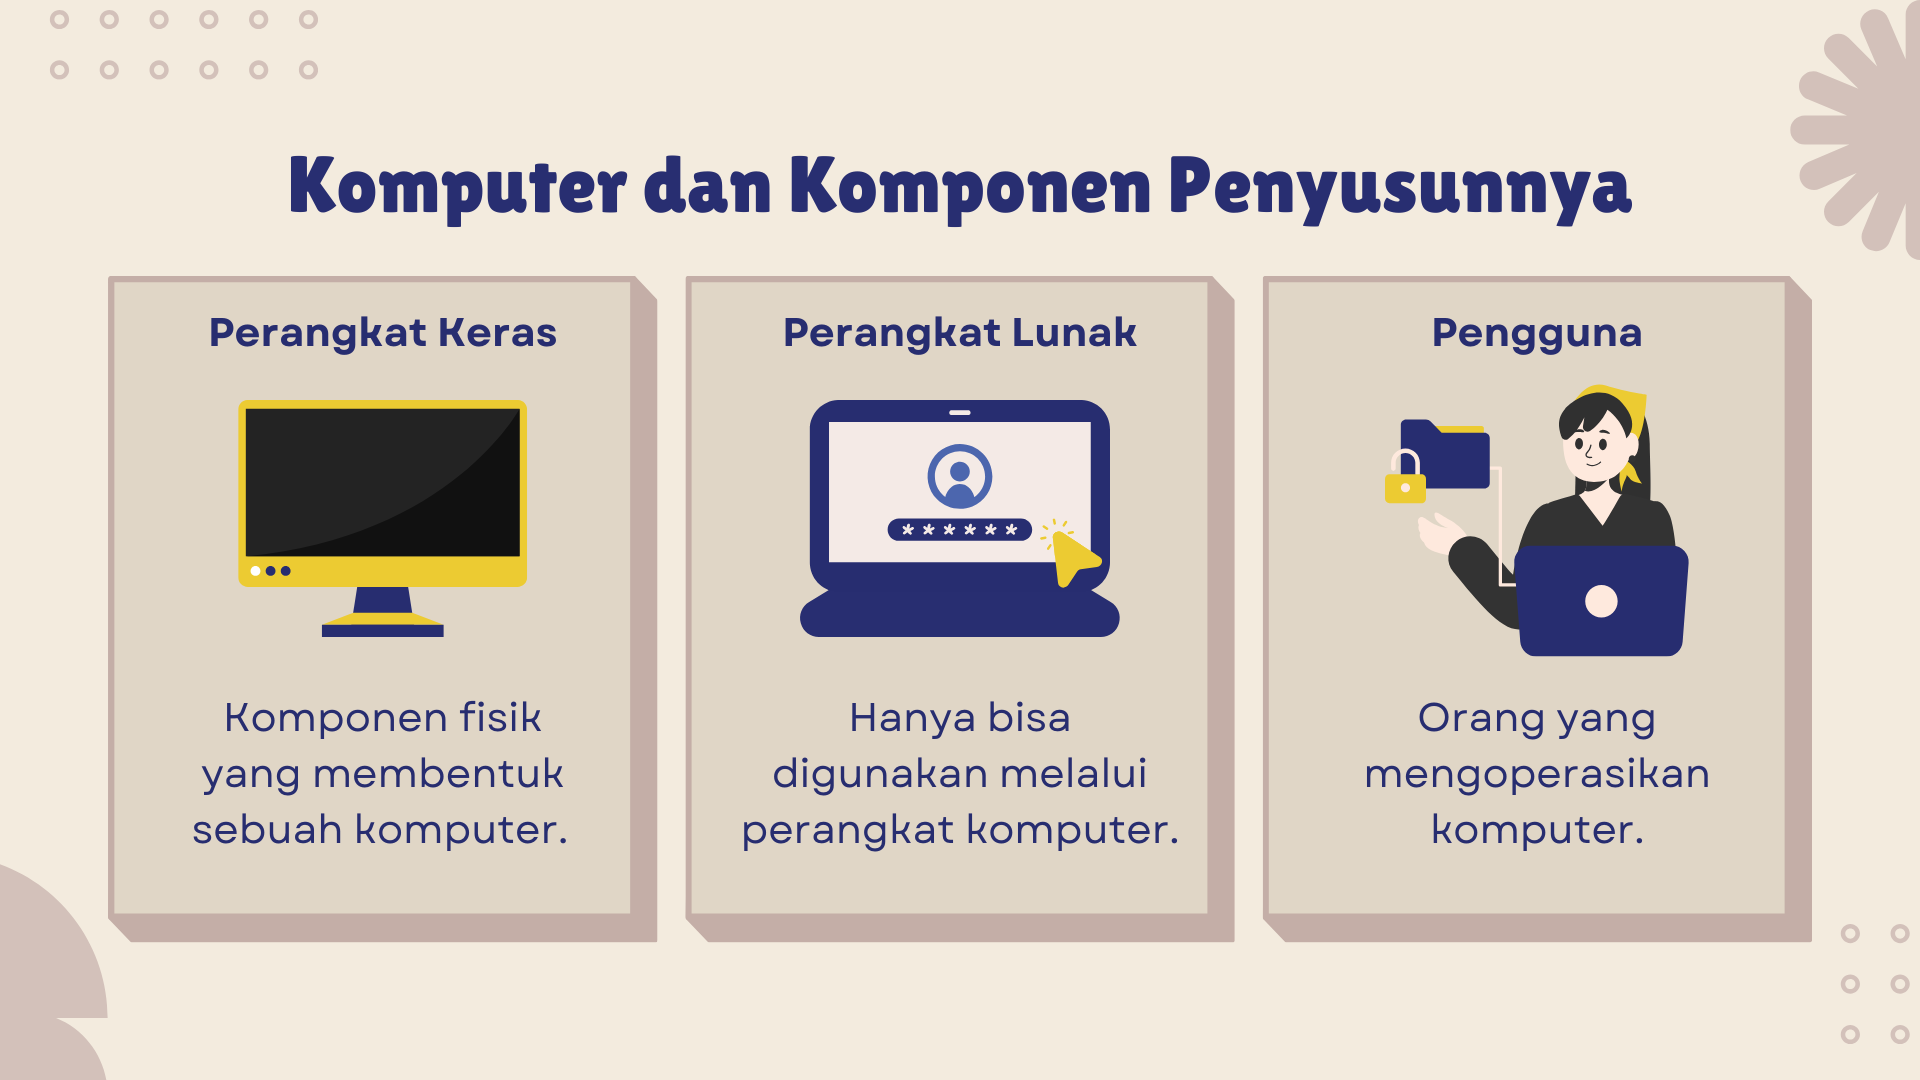 Komputer dan Komponen Penyusunnya
Perangkat Keras
Komponen fisik
yang membentuk
sebuah komputer.
Perangkat Lunak
******
Hanya bisa
digunakan melalui
perangkat komputer.
Pengguna
Orang yang
mengoperasikan
komputer.